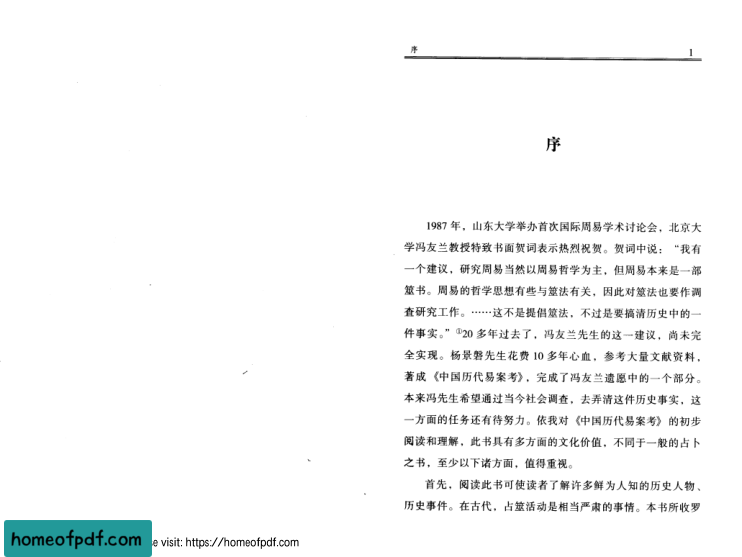 序 1
序
1987 年，山东大学举办首次国际周易学术讨论会，北京大
学冯友兰教授特致书面贺词表示热烈祝贺。贺词中说：“我有
一个建议，研究周易当然以周易哲学为主，但周易本来是一部
筮书。周易的哲学思想有些与筮法有关，因此对筮法也要作调
查研究工作。……这不是提倡筮法，不过是要搞清历史中的一
件事实。”①20 多年过去了，冯友兰先生的这一建议，尚未完
全实现。杨景磐先生花费 10 多年心血，参考大量文献资料，
著成《中国历代易案考》，完成了冯友兰遗愿中的一个部分。
本来冯先生希望通过当今社会调查，去弄清这件历史事实，这
一方面的任务还有待努力。依我对《中国历代易案考》的初步
阅读和理解，此书具有多方面的文化价值，不同于一般的占卜
之书，至少以下诸方面，值得重视。
首先，阅读此书可使读者了解许多鲜为人知的历史人物、
历史事件。在古代，占筮活动是相当严肃的事情。本书所收罗
homeofpdf.com
se visit: https://homeofpdf.com